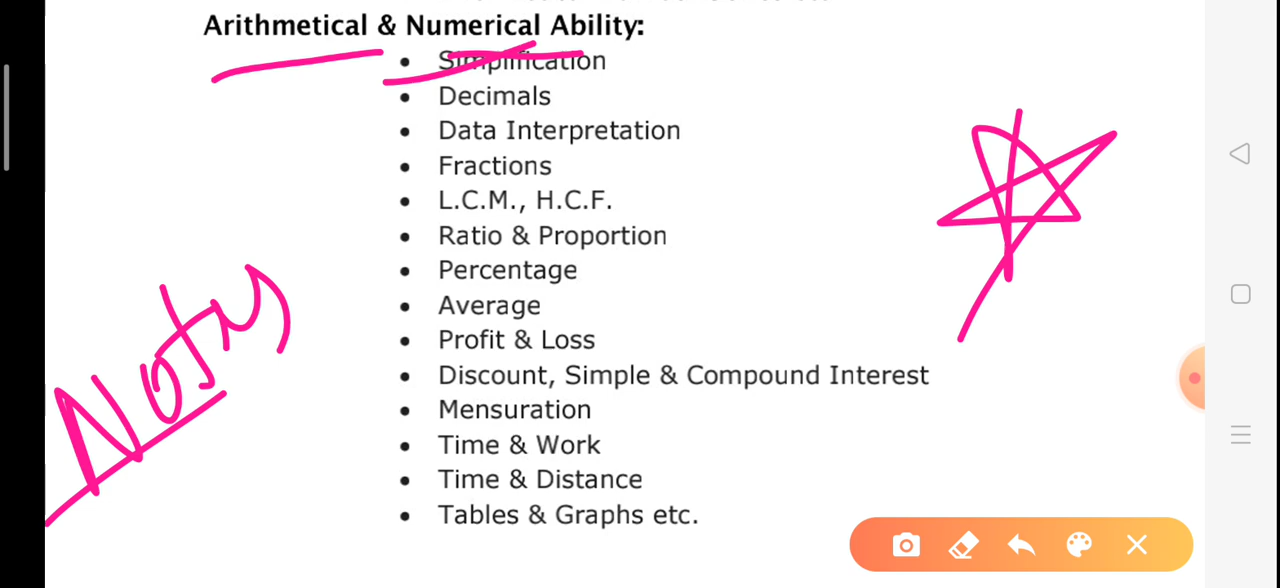 Arithmetical & Numerical Ability:
• Simplification
• Decimals
• Data Interpretation
• Fractions
• L.C.M., H.C.F.
• Ratio & Proportion
• Percentage
• Average
• Profit & Loss
• Discount, Simple & Compound Interest
• Mensuration
• Time & Work
• Time & Distance
• Tables & Graphs etc.